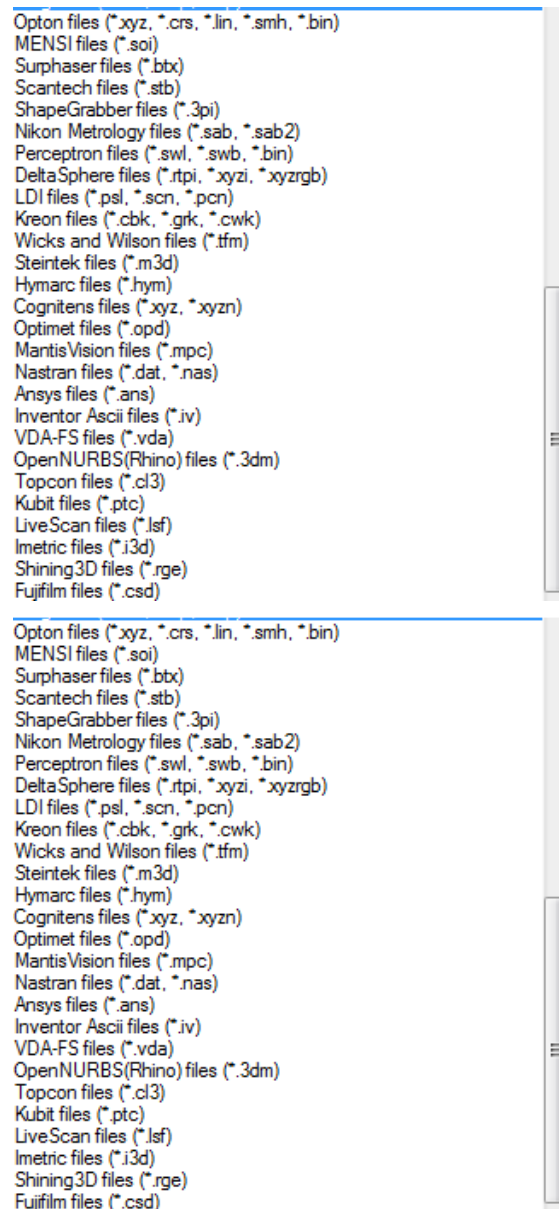 Opton files (*.xyz, *.crs, *.lin, *.smh, *.bin)
MENSI files (*.soi)
Surphaser files (*.btx)
Scantech files (*.stb)
ShapeGrabber files (*.3pi)
Nikon Metrology files (*.sab, *.sab2)
Perceptron files (*.swl, *.swb, *.bin)
DeltaSphere files (*.rtpi, *.xyzi, *.xyzrgb)
LDI files (*.psl, *.scn, *.pcn)
Kreon files (*.cbk, *.grk, *.cwk)
Wicks and Wilson files (*.tfm)
Steintek files (*.m3d)
Hymarc files (*.hym)
Cognitens files (*.xyz, *.xyzn)
Optimet files (*.opd)
MantisVision files (*.mpc)
Nastran files (*.dat, *.nas)
Ansys files (*.ans)
Inventor Ascii files (*.iv)
VDA-FS files (*.vda)
OpenNURBS(Rhino) files (*.3dm)
Topcon files (*.cl3)
Kubit files (*.ptc)
LiveScan files (*.lsf)
Imetric files (*.i3d)
Shining3D files (*.rge)
Fujifilm files (*.csd)
Opton files (*.xyz, *.crs, *.lin, *.smh, *.bin)
MENSI files (*.soi)
Surphaser files (*.btx)
Scantech files (*.stb)
ShapeGrabber files (*.3pi)
Nikon Metrology files (*.sab, *.sab2)
Perceptron files (*.swl, *.swb, *.bin)
DeltaSphere files (*.rtpi, *.xyzi, *.xyzrgb)
LDI files (*.psl, *.scn, *.pcn)
Kreon files (*.cbk, *.grk, *.cwk)
Wicks and Wilson files (*.tfm)
Steintek files (*.m3d)
Hymarc files (*.hym)
Cognitens files (*.xyz, *.xyzn)
Optimet files (*.opd)
MantisVision files (*.mpc)
Nastran files (*.dat, *.nas)
Ansys files (*.ans)
Inventor Ascii files (*.iv)
VDA-FS files (*.vda)
OpenNURBS(Rhino) files (*.3dm)
Topcon files (*.cl3)
Kubit files (*.ptc)
LiveScan files (*.lsf)
Imetric files (*.i3d)
Shining3D files (*.rge)
Fujifilm files (*.csd)